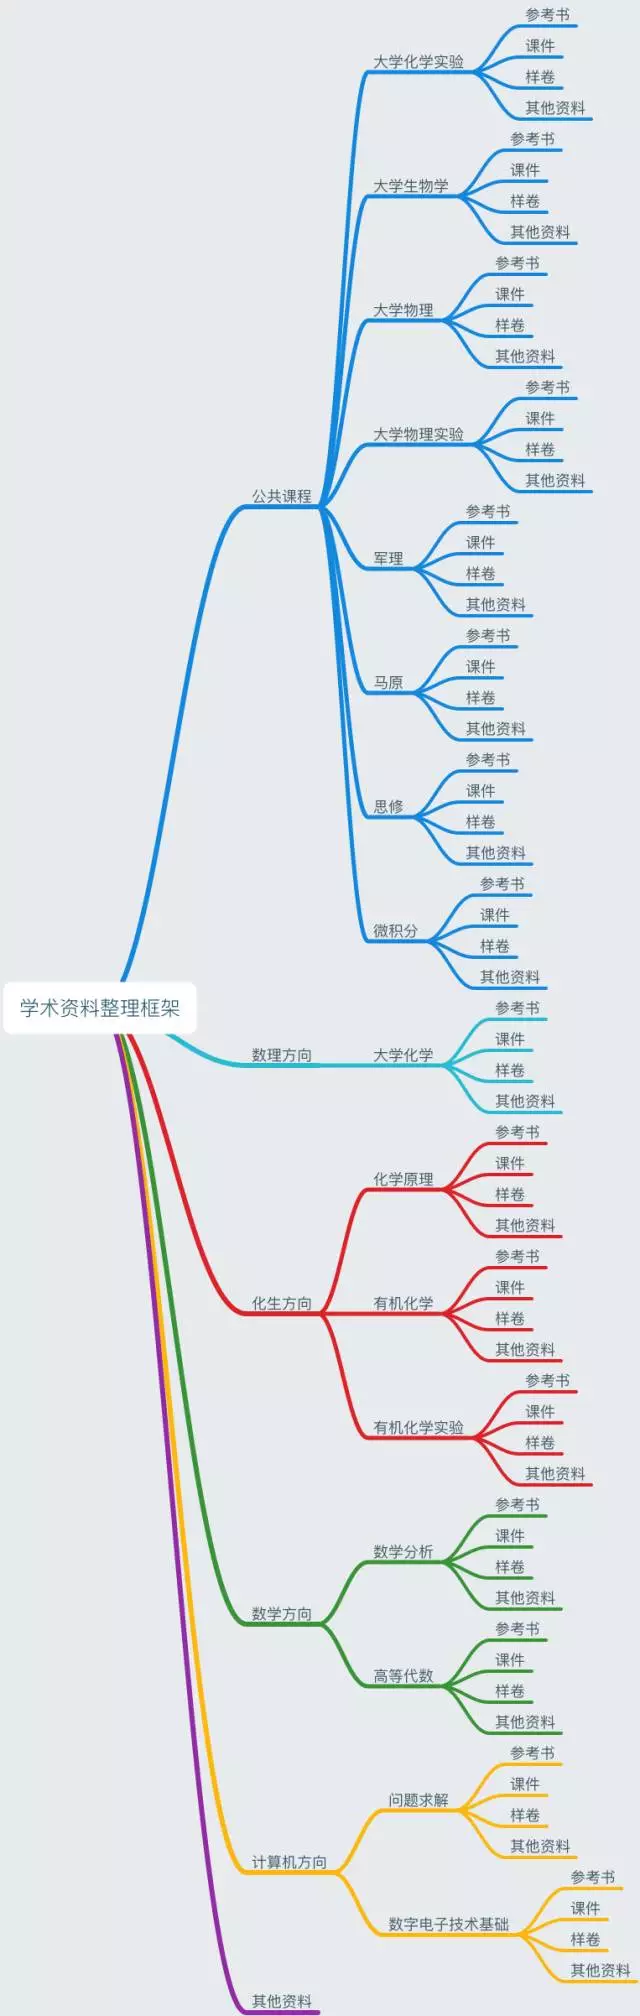 学术资料整理框架
公共课程
大学化学实验
参考书
课件
样卷
其他资料
大学生物学
参考书
课件
样卷
其他资料
大学物理
参考书
课件
样卷
其他资料
大学物理实验
参考书
课件
样卷
其他资料
军理
参考书
课件
样卷
其他资料
马原
参考书
课件
样卷
其他资料
思修
参考书
课件
样卷
其他资料
微积分
参考书
课件
样卷
其他资料
数理方向
大学化学
参考书
课件
样卷
其他资料
化生方向
化学原理
参考书
课件
样卷
其他资料
有机化学
参考书
课件
样卷
其他资料
有机化学实验
参考书
课件
样卷
其他资料
数学方向
数学分析
参考书
课件
样卷
其他资料
高等代数
参考书
课件
样卷
其他资料
计算机方向
问题求解
参考书
课件
样卷
其他资料
数字电子技术基础
参考书
课件
样卷
其他资料
其他资料